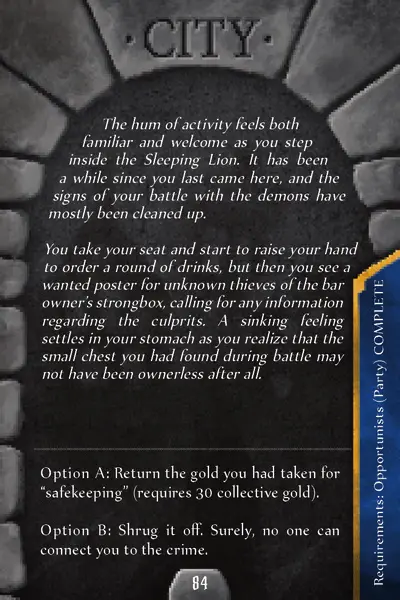 · CITY ·
The hum of activity feels both
familiar and welcome as you step
inside the Sleeping Lion. It has been
a while since you last came here, and the
signs of your battle with the demons have
mostly been cleaned up.
You take your seat and start to raise your hand
to order a round of drinks, but then you see a
wanted poster for unknown thieves of the bar
owner's strongbox, calling for any information
regarding the culprits. A sinking feeling
settles in your stomach as you realize that the
small chest you had found during battle may
not have been ownerless after all.
Option A: Return the gold you had taken for
“safekeeping” (requires 30 collective gold).
Option B: Shrug it off. Surely, no one can
connect you to the crime.
Requirements: Opportunists (Party) COMPLETE
84